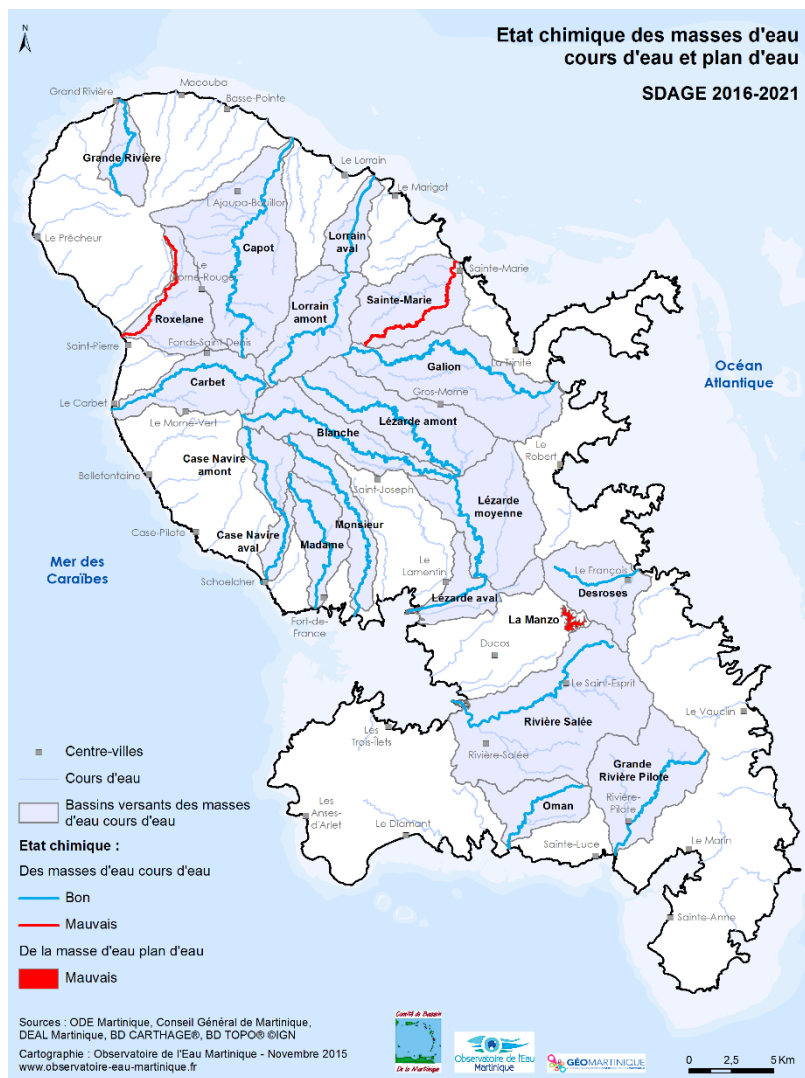 N
Etat chimique des masses d'eau
cours d'eau et plan d'eau
SDAGE 2016-2021
Grand Rivière
Macouba
Basse-Pointe
Grande Rivière
Le Lorrain
L'Ajoupa-Bouillon
Le Marigot
Le Prêcheur
Capot
Lorrain
aval
Le
Morne-Rouge
Sainte-Marie
Sainte-Marie
Lorrain
amont
Roxelane
Saint-Pierre
Fonds-Saint-Denis
La Trinité
Galion
Océan
Atlantique
Carbet
Gros-Morne
Le Carbet
Le Morne-Vert
Lézarde amont
Blanche
Case Navire
amont
Le
Robert
Bellefontaine
Saint-Joseph
Lézarde
moyenne
Case-Pilote
Case Navire
aval
Monsieur
Madame
Mer des
Caraïbes
Schoelcher
Le
Lamentin
Le François
Desroses
Lézarde aval
Fort-de-
France
La Manzo
Ducos
Le Saint-Esprit
Le Vauclin
Rivière Salée
Les
Trois-Îlets
Rivière-Salée
Grande
Rivière Pilote
Les
Anses-
d'Arlet
Oman
Rivière-
Pilote
Le Diamant
Sainte-Luce
Le Marin
Sainte-Anne
Centre-villes
Cours d'eau
Bassins versants des masses
d'eau cours d'eau
Etat chimique :
Des masses d'eau cours d'eau
Bon
Mauvais
De la masse d'eau plan d'eau
Mauvais
Sources : ODE Martinique, Conseil Général de Martinique,
DEAL Martinique, BD CARTHAGE®, BD TOPO® ©IGN
Cartographie : Observatoire de l'Eau Martinique - Novembre 2015
www.observatoire-eau-martinique.fr
Comité de Bassin
De la Martinique
Observatoire de l'Eau
Martinique
GÉOMARTINIQUE
0 2,5 5 Km